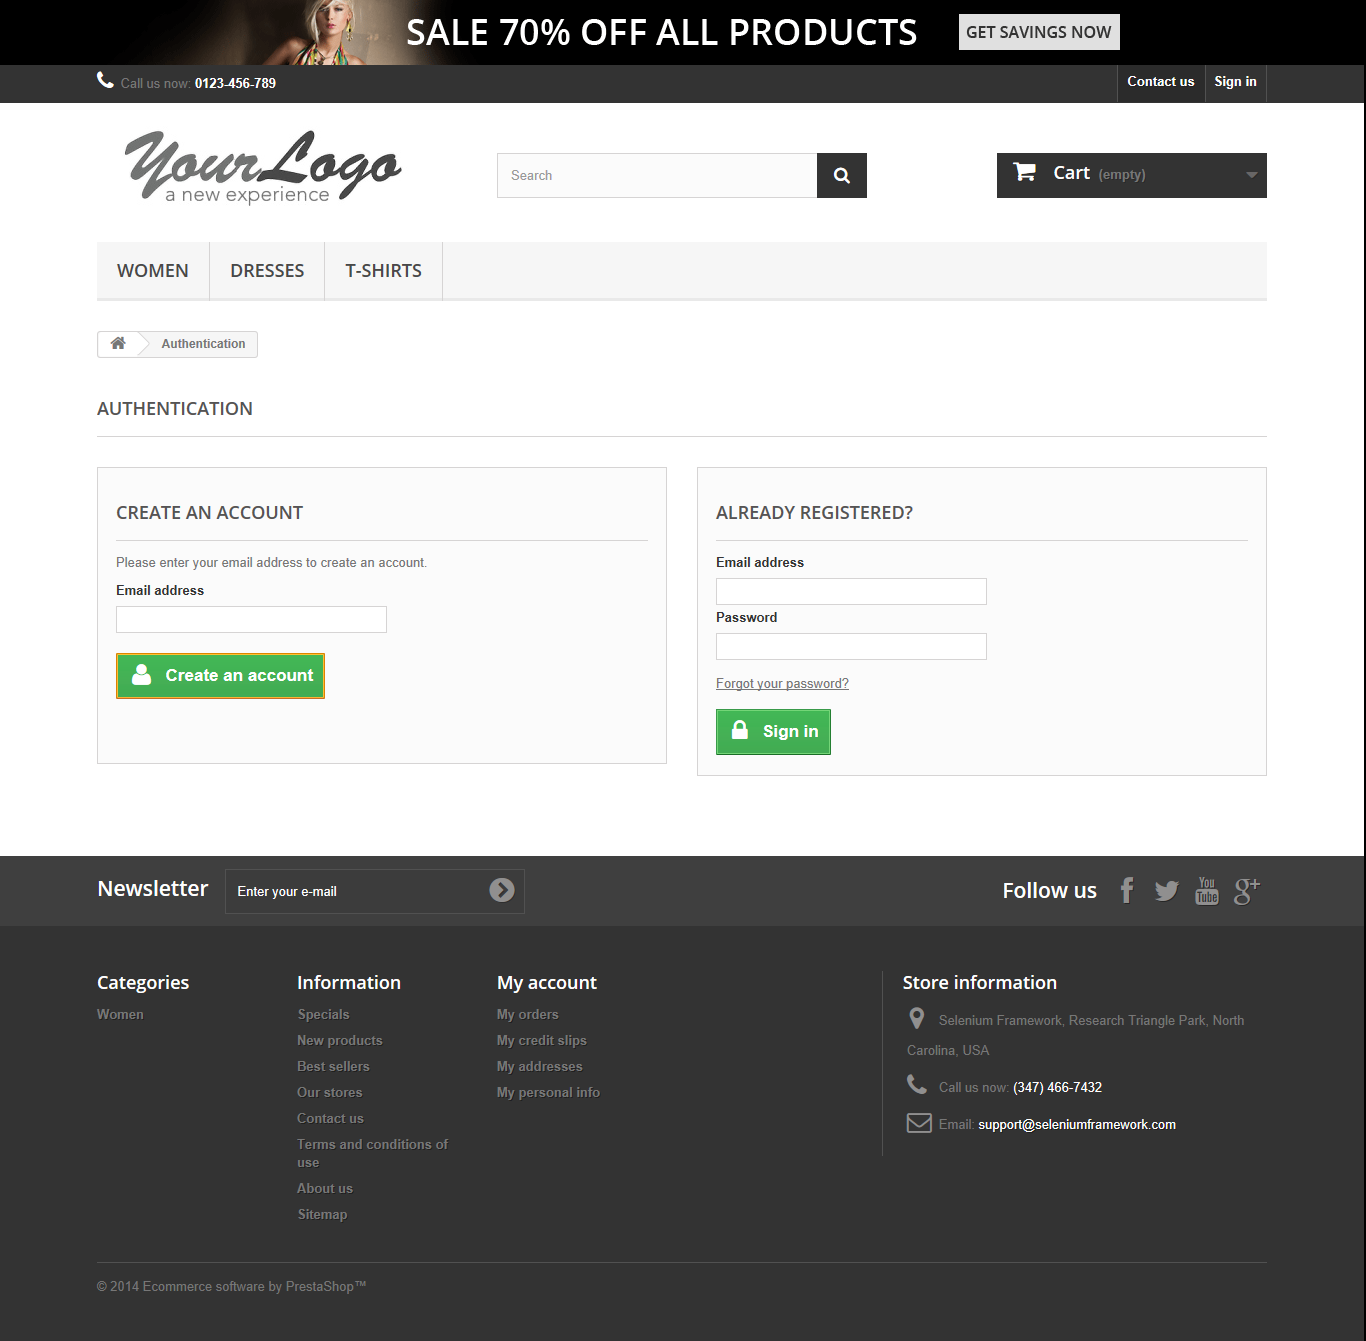 SALE 70% OFF ALL PRODUCTS
GET SAVINGS NOW
Call us now: 0123-456-789
Contact us
Sign in
YourLogo
a new experience
Search
Cart (empty)
WOMEN
DRESSES
T-SHIRTS
Authentication
AUTHENTICATION
CREATE AN ACCOUNT
Please enter your email address to create an account.
Email address
Create an account
ALREADY REGISTERED?
Email address
Password
Forgot your password?
Sign in
Newsletter
Enter your e-mail
Follow us
You
Tube
g+
Categories
Women
Information
Specials
New products
Best sellers
Our stores
Contact us
Terms and conditions of
use
About us
Sitemap
My account
My orders
My credit slips
My addresses
My personal info
Store information
Selenium Framework, Research Triangle Park, North
Carolina, USA
Call us now: (347) 466-7432
Email: support@seleniumframework.com
© 2014 Ecommerce software by PrestaShop™